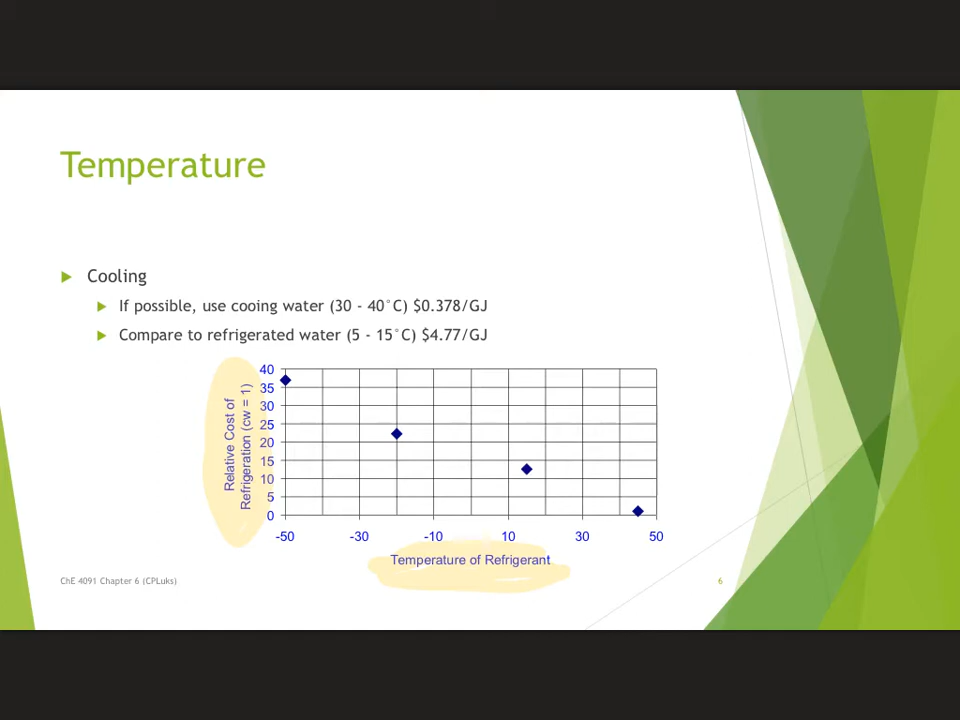 Temperature
Cooling
If possible, use cooing water (30 - 40°C) $0.378/GJ
Compare to refrigerated water (5 - 15°C) $4.77/GJ
Relative Cost of
Refrigeration (cw = 1)
40
35
30
25
20
15
10
5
0
-50 -30 -10 10 30 50
Temperature of Refrigerant
ChE 4091 Chapter 6 (CPLuks)
6